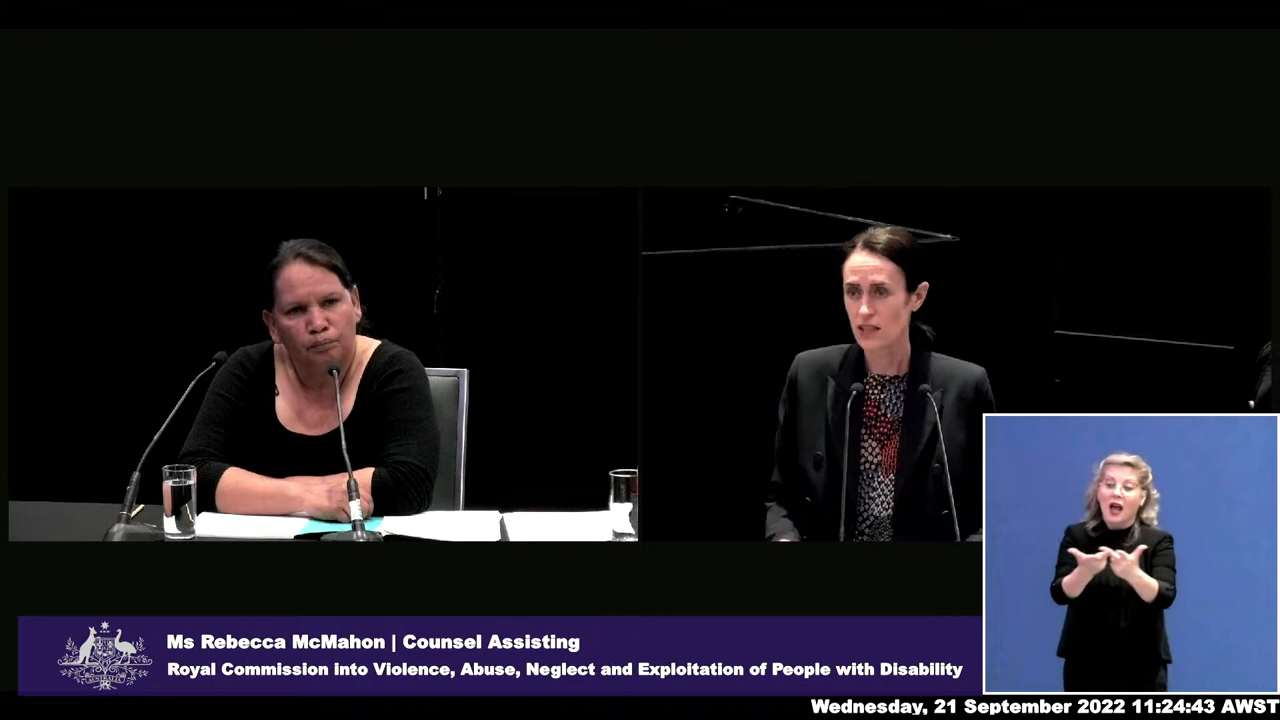 Ms Rebecca McMahon | Counsel Assisting
Royal Commission into Violence, Abuse, Neglect and Exploitation of People with Disability
Wednesday, 21 September 2022 11:24:43 AWST